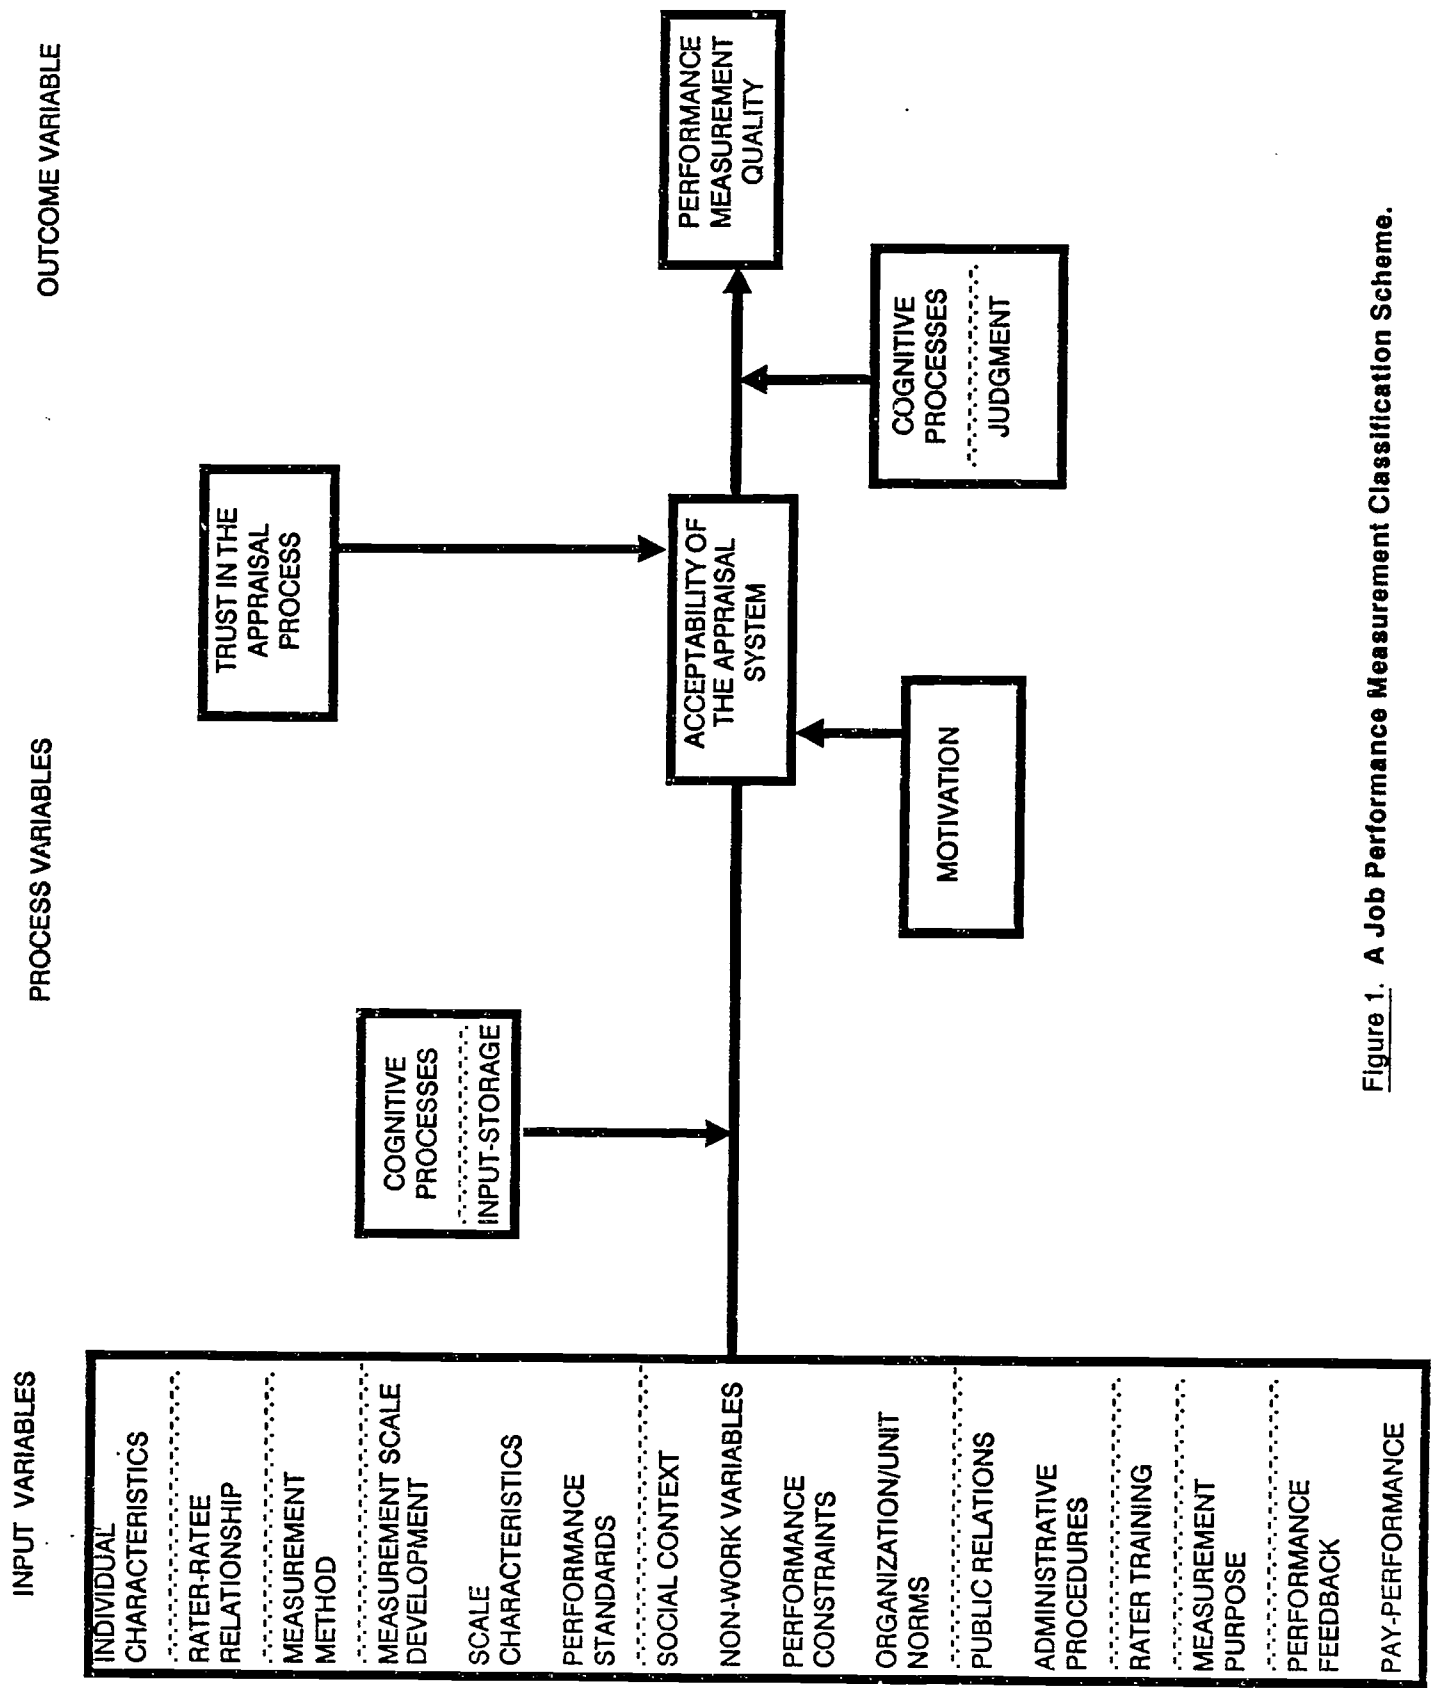 INPUT VARIABLES
PROCESS VARIABLES
OUTCOME VARIABLE
INDIVIDUAL
CHARACTERISTICS
RATER-RATEE
RELATIONSHIP
MEASUREMENT
METHOD
MEASUREMENT SCALE
DEVELOPMENT
SCALE
CHARACTERISTICS
PERFORMANCE
STANDARDS
SOCIAL CONTEXT
NON-WORK VARIABLES
PERFORMANCE
CONSTRAINTS
ORGANIZATION/UNIT
NORMS
PUBLIC RELATIONS
ADMINISTRATIVE
PROCEDURES
RATER TRAINING
MEASUREMENT
PURPOSE
PERFORMANCE
FEEDBACK
PAY-PERFORMANCE
COGNITIVE
PROCESSES
INPUT-STORAGE
TRUST IN THE
APPRAISAL
PROCESS
ACCEPTABILITY OF
THE APPRAISAL
SYSTEM
MOTIVATION
COGNITIVE
PROCESSES
JUDGMENT
PERFORMANCE
MEASUREMENT
QUALITY
Figure 1. A Job Performance Measurement Classification Scheme.